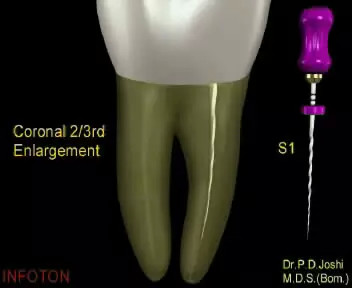 Coronal 2/3rd
Enlargement
S1
Dr.P.D.Joshi
M.D.S.(Bom.)
INFOTON